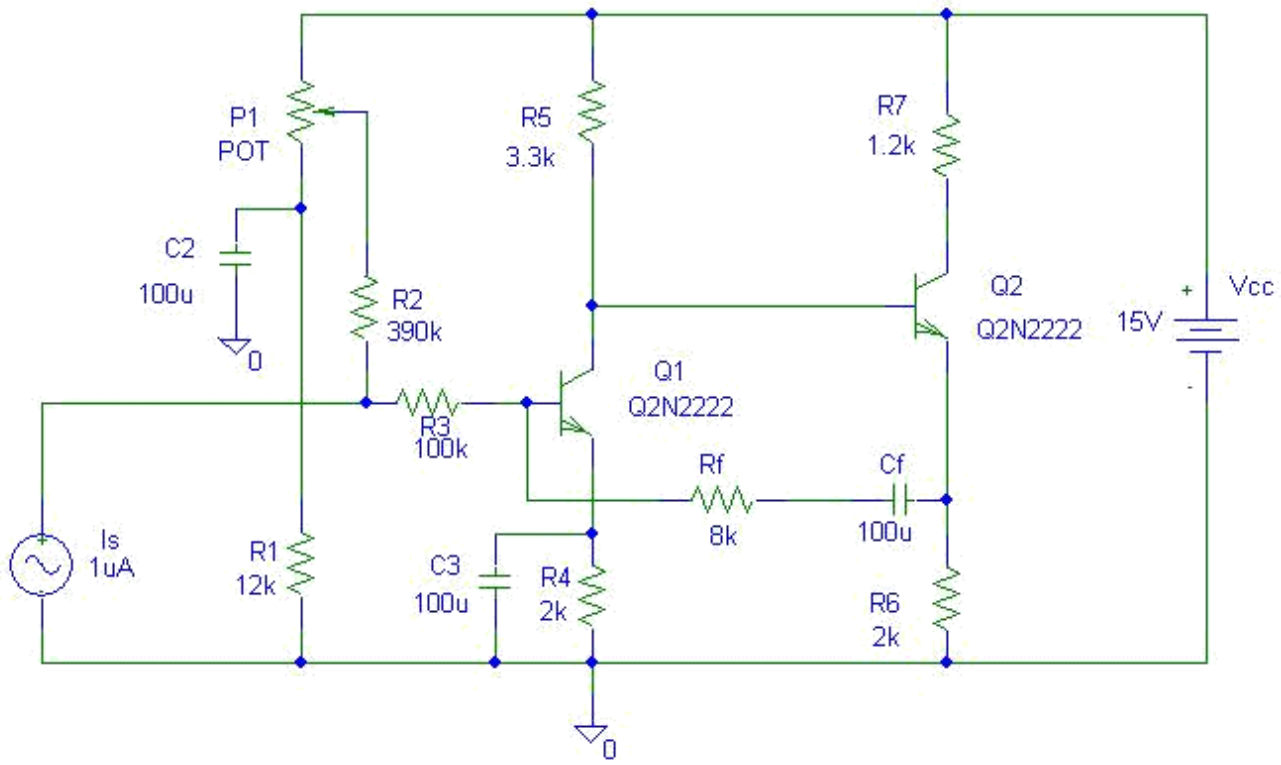 P1
POT
R5
3.3k
R7
1.2k
C2
100u
0
R2
390k
Q2
Q2N2222
+
Vcc
15V
-
Q1
Q2N2222
R3
100k
Rf
8k
Cf
100u
+
Is
1uA
R1
12k
C3
100u
R4
2k
R6
2k
0